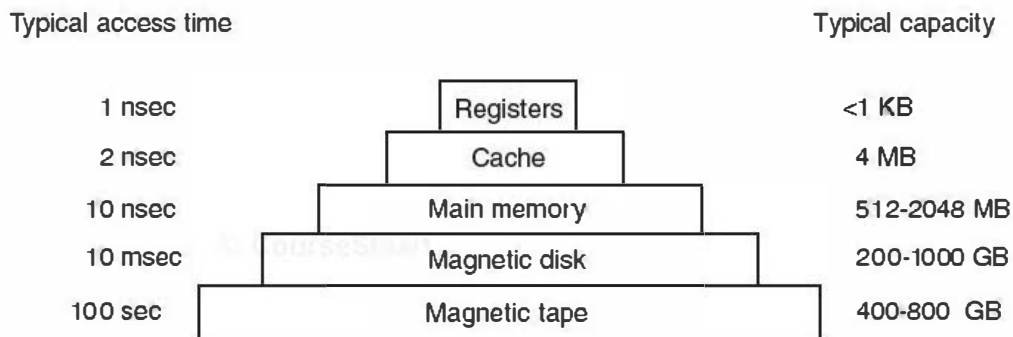 Typical access time Typical capacity
1 nsec Registers <1 KB
2 nsec Cache 4 MB
10 nsec Main memory 512-2048 MB
10 msec Magnetic disk 200-1000 GB
100 sec Magnetic tape 400-800 GB